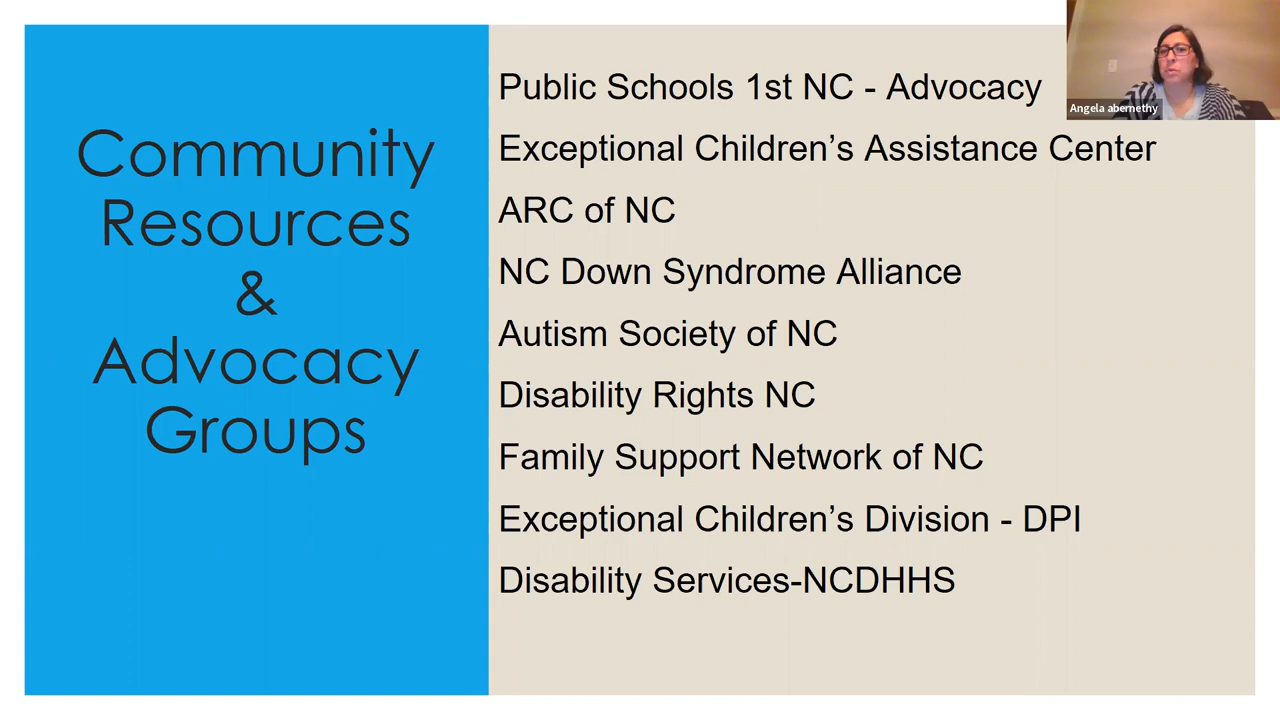 Community
Resources
&
Advocacy
Groups
Public Schools 1st NC - Advocacy
Exceptional Children’s Assistance Center
ARC of NC
NC Down Syndrome Alliance
Autism Society of NC
Disability Rights NC
Family Support Network of NC
Exceptional Children’s Division - DPI
Disability Services-NCDHHS
Angela abernethy